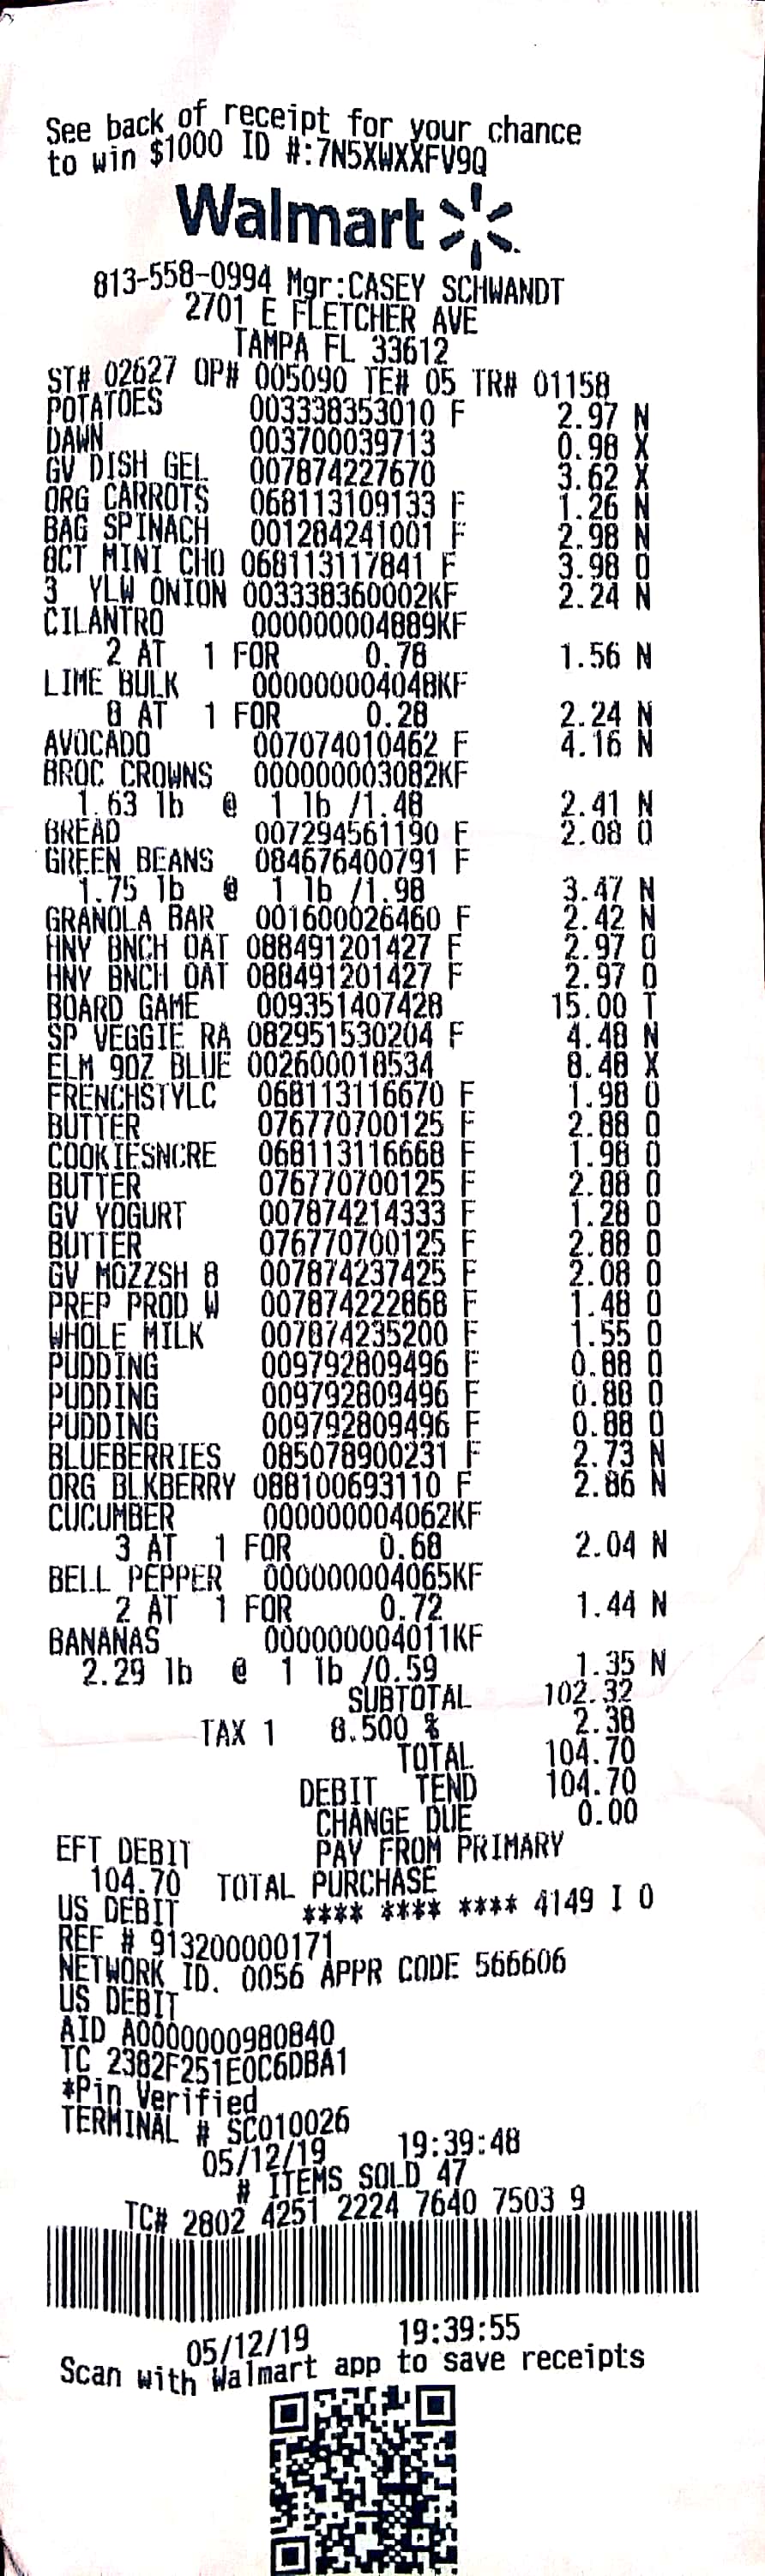 See back of receipt for your chance
to win $1000 ID #:7N5XWXXFV9Q
Walmart
813-558-0994 Mgr:CASEY SCHWANDT
2701 E FLETCHER AVE
TAMPA FL 33612
ST# 02627 OP# 005090 TE# 05 TR# 01158
POTATOES 003338353010 F 2.97 N
DAWN 003700039713 0.98 X
GV DISH GEL 007874227670 3.62 X
ORG CARROTS 068113109133 F 1.26 N
BAG SPINACH 001284241001 F 2.98 N
8CT MINI CHO 068113117841 F 3.98 O
3 YLW ONION 003338360002KF 2.24 N
CILANTRO 000000004889KF
2 AT 1 FOR 0.78 1.56 N
LIME BULK 000000004048KF
8 AT 1 FOR 0.28 2.24 N
AVOCADO 007074010462 F 4.16 N
BROC CROWNS 000000003082KF
1.63 lb @ 1 lb /1.48 2.41 N
BREAD 007294561190 F 2.08 O
GREEN BEANS 084676400791 F
1.75 lb @ 1 lb /1.98 3.47 N
GRANOLA BAR 001600026460 F 2.42 N
HNY BNCH OAT 088491201427 F 2.97 O
HNY BNCH OAT 088491201427 F 2.97 O
BOARD GAME 009351407428 15.00 T
SP VEGGIE RA 082951530204 F 4.48 N
ELM 9OZ BLUE 002600018534 8.48 X
FRENCHSTYLC 068113116670 F 1.98 O
BUTTER 076770700125 F 2.88 O
COOKIESNCRE 068113116668 F 1.98 O
BUTTER 076770700125 F 2.88 O
GV YOGURT 007874214333 F 1.28 O
BUTTER 076770700125 F 2.88 O
GV MOZZSH 8 007874237425 F 2.08 O
PREP PROD W 007874222868 F 1.48 O
WHOLE MILK 007874235200 F 1.55 O
PUDDING 009792809496 F 0.88 O
PUDDING 009792809496 F 0.88 O
PUDDING 009792809496 F 0.88 O
BLUEBERRIES 085078900231 F 2.73 N
ORG BLKBERRY 088100693110 F 2.86 N
CUCUMBER 000000004062KF
3 AT 1 FOR 0.68 2.04 N
BELL PEPPER 000000004065KF
2 AT 1 FOR 0.72 1.44 N
BANANAS 000000004011KF
2.29 lb @ 1 lb /0.59 1.35 N
SUBTOTAL 102.32
TAX 1 8.500 % 2.38
TOTAL 104.70
DEBIT TEND 104.70
CHANGE DUE 0.00
EFT DEBIT PAY FROM PRIMARY
104.70 TOTAL PURCHASE
US DEBIT **** **** **** 4149 I 0
REF # 913200000171
NETWORK ID. 0056 APPR CODE 566606
US DEBIT
AID A0000000980840
TC 2382F251E0C6DBA1
*Pin Verified
TERMINAL # SC010026
05/12/19 19:39:48
# ITEMS SOLD 47
TC# 2802 4251 2224 7640 7503 9
05/12/19 19:39:55
Scan with Walmart app to save receipts